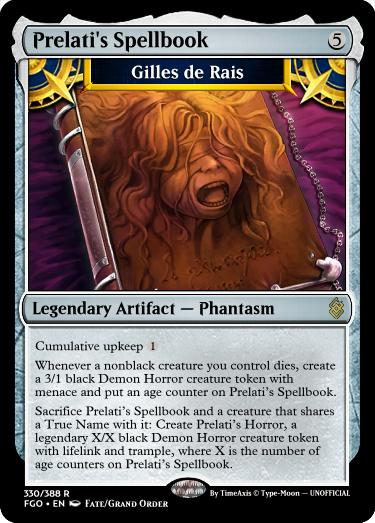 Prelati's Spellbook 5
Gilles de Rais
Legendary Artifact — Phantasm
Cumulative upkeep 1
Whenever a nonblack creature you control dies, create
a 3/1 black Demon Horror creature token with
menace and put an age counter on Prelati's Spellbook.
Sacrifice Prelati's Spellbook and a creature that shares
a True Name with it: Create Prelati's Horror, a
legendary X/X black Demon Horror creature token
with lifelink and trample, where X is the number of
age counters on Prelati's Spellbook.
330/388 R
FGO • EN Fate/Grand Order
By TimeAxis © Type-Moon — UNOFFICIAL